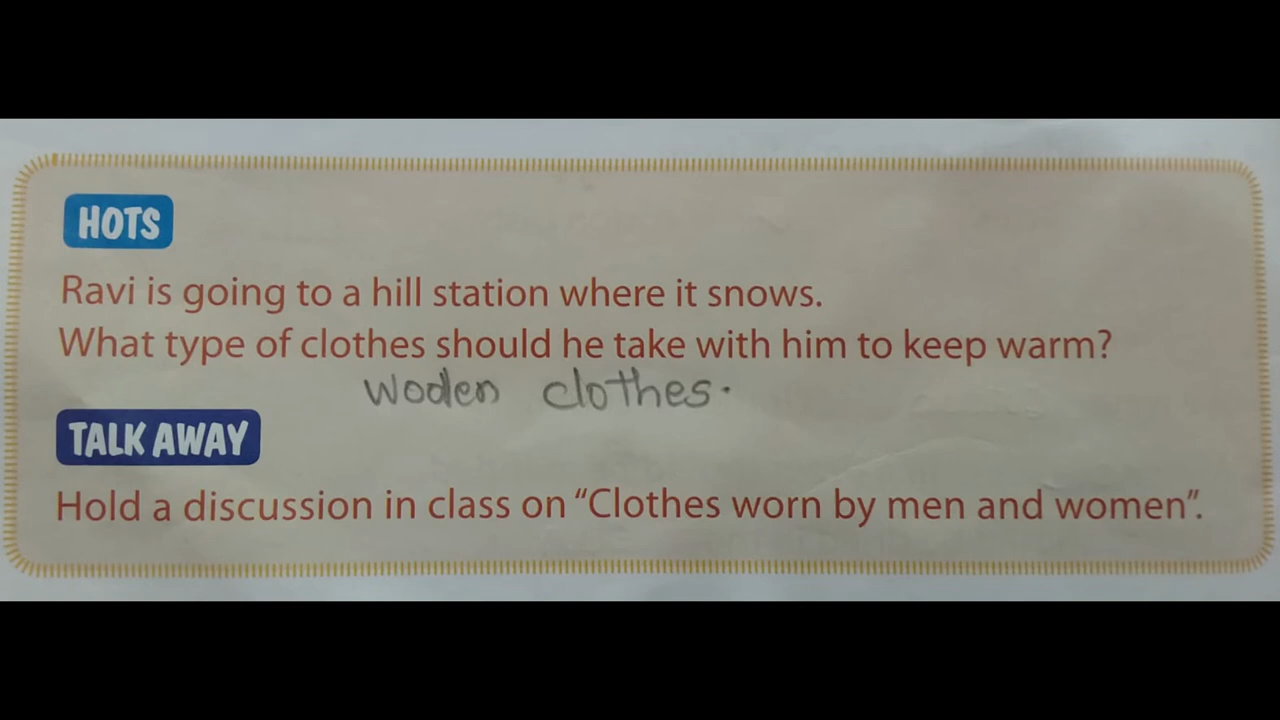 HOTS
Ravi is going to a hill station where it snows.
What type of clothes should he take with him to keep warm?
woden clothes.
TALK AWAY
Hold a discussion in class on “Clothes worn by men and women”.